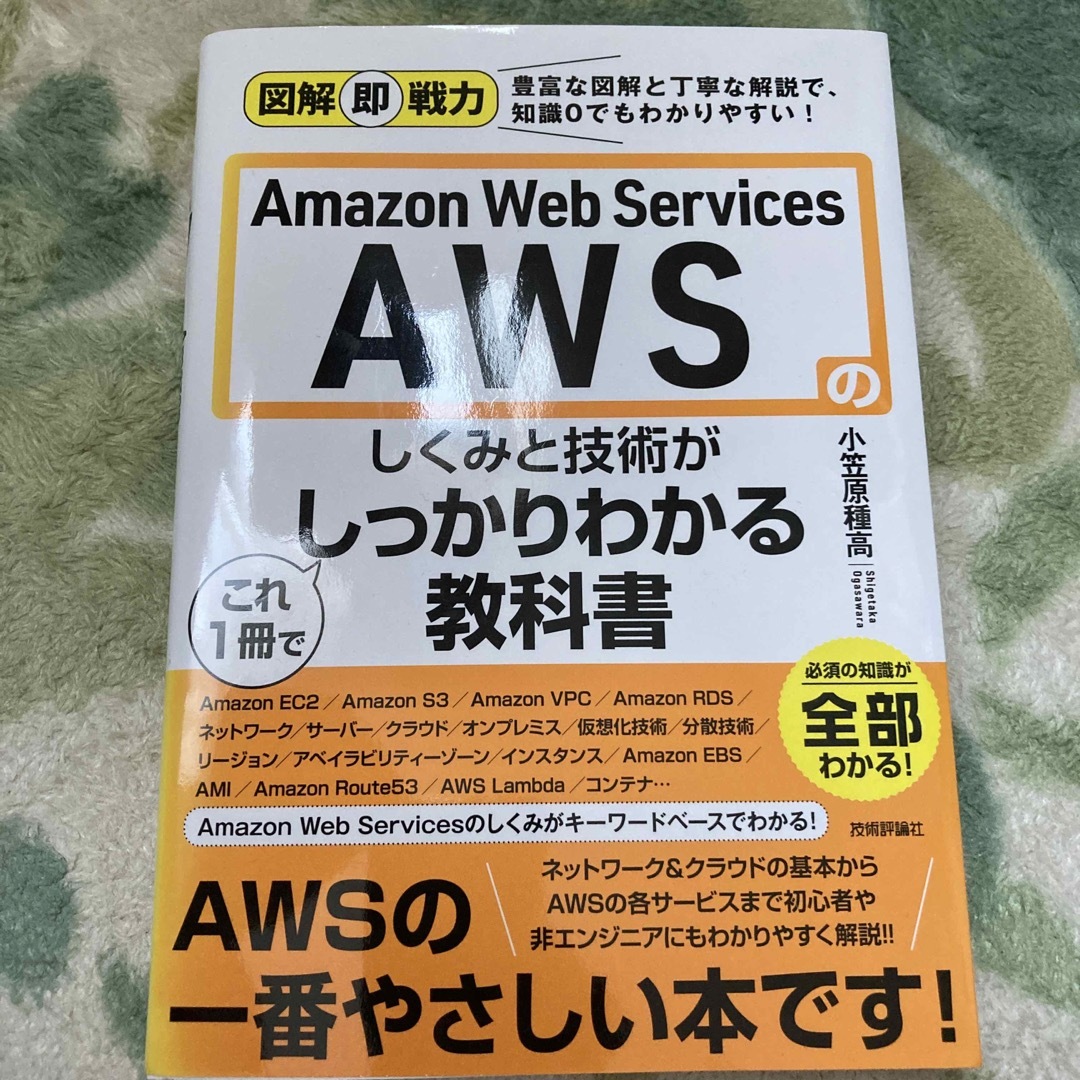 図解即戦力
豊富な図解と丁寧な解説で、
知識0でもわかりやすい！
Amazon Web Services
AWSの
しくみと技術が
しっかりわかる
教科書
これ
1冊で
小笠原種高
Shigetaka
Ogasawara
必須の知識が
全部
わかる！
Amazon EC2／Amazon S3／Amazon VPC／Amazon RDS／
ネットワーク／サーバー／クラウド／オンプレミス／仮想化技術／分散技術／
リージョン／アベイラビリティーゾーン／インスタンス／Amazon EBS／
AMI／Amazon Route53／AWS Lambda／コンテナ…
Amazon Web Servicesのしくみがキーワードベースでわかる！
技術評論社
AWSの
ネットワーク&クラウドの基本から
AWSの各サービスまで初心者や
非エンジニアにもわかりやすく解説!!
一番やさしい本です！